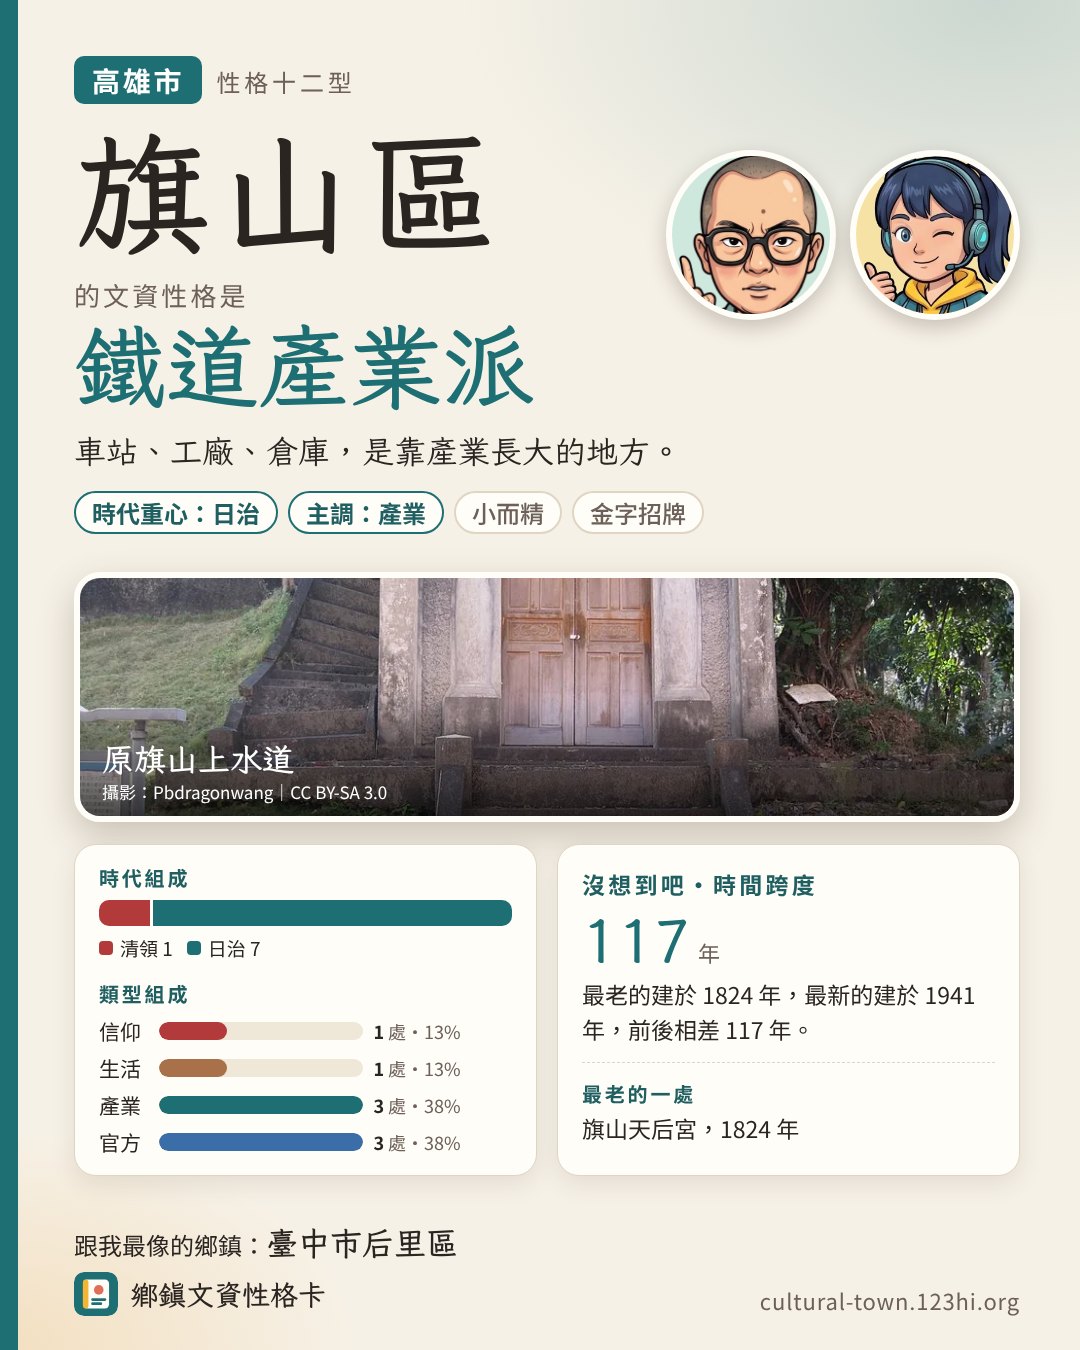 高雄市 性格十二型
旗山區
的文資性格是
鐵道產業派
車站、工廠、倉庫，是靠產業長大的地方。
時代重心：日治 主調：產業 小而精 金字招牌
原旗山上水道
攝影：Pbdragonwang｜CC BY-SA 3.0
時代組成
清領 1 日治 7
類型組成
信仰 1 處・13%
生活 1 處・13%
產業 3 處・38%
官方 3 處・38%
沒想到吧・時間跨度
117 年
最老的建於 1824 年，最新的建於 1941
年，前後相差 117 年。
最老的一處
旗山天后宮，1824 年
跟我最像的鄉鎮：臺中市后里區
鄉鎮文資性格卡
cultural-town.123hi.org